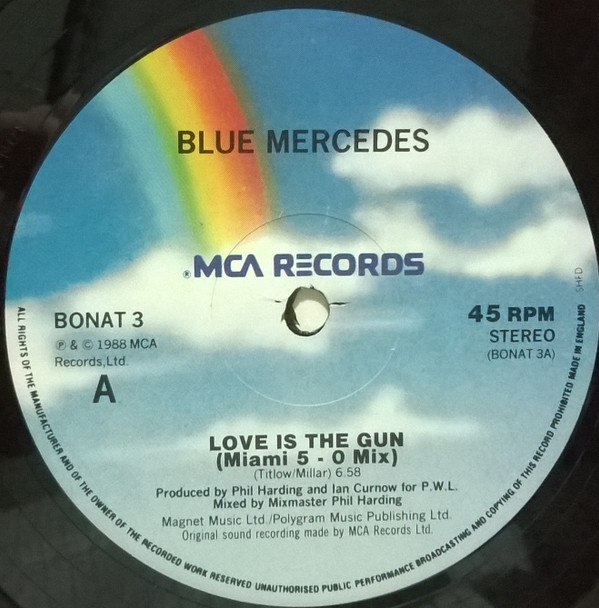 BLUE MERCEDES
®MCA RECORDS
BONAT 3
Ⓟ & © 1988 MCA
Records,Ltd.
A
45 RPM
STEREO
(BONAT 3A)
SHED
LOVE IS THE GUN
(Miami 5 - 0 Mix)
(Titlow/Millar) 6.58
Produced by Phil Harding and Ian Curnow for P.W.L.
Mixed by Mixmaster Phil Harding
Magnet Music Ltd./Polygram Music Publishing Ltd.
Original sound recording made by MCA Records Ltd.
ALL RIGHTS OF THE MANUFACTURER AND OF THE OWNER OF THE RECORDED WORK RESERVED UNAUTHORISED PUBLIC PERFORMANCE BROADCASTING AND COPYING OF THIS RECORD PROHIBITED MADE IN ENGLAND